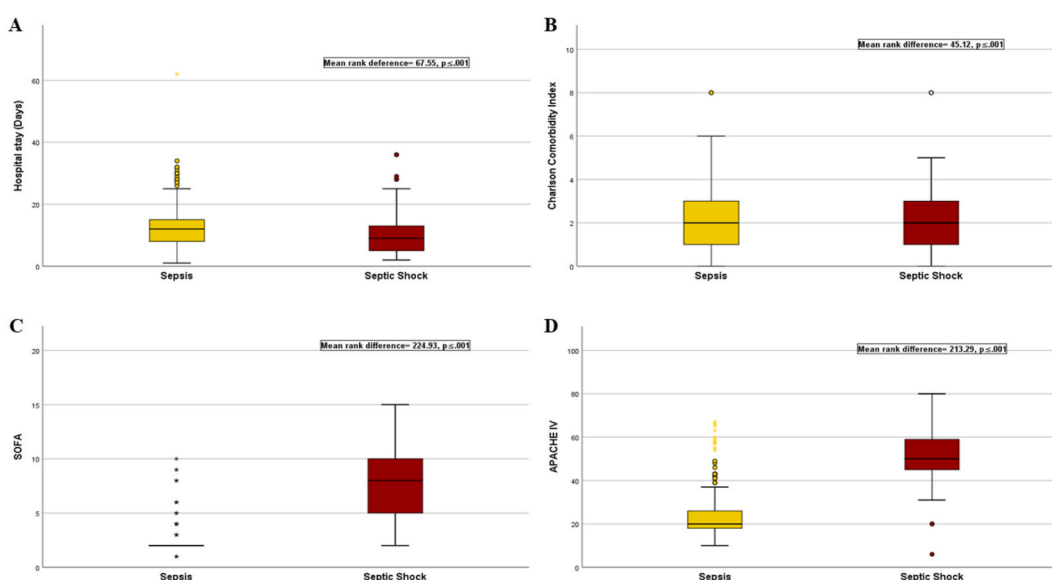 A
Mean rank deference= 67.55, p≤.001
Hospital stay (Days)
60
40
20
0
Sepsis
Septic Shock
B
Mean rank difference= 45.12, p≤.001
Charlson Comorbidity Index
10
8
6
4
2
0
Sepsis
Septic Shock
C
Mean rank difference= 224.93, p≤.001
SOFA
20
15
10
5
0
Sepsis
Septic Shock
D
Mean rank difference= 213.29, p≤.001
APACHE IV
100
80
60
40
20
0
Sepsis
Septic Shock